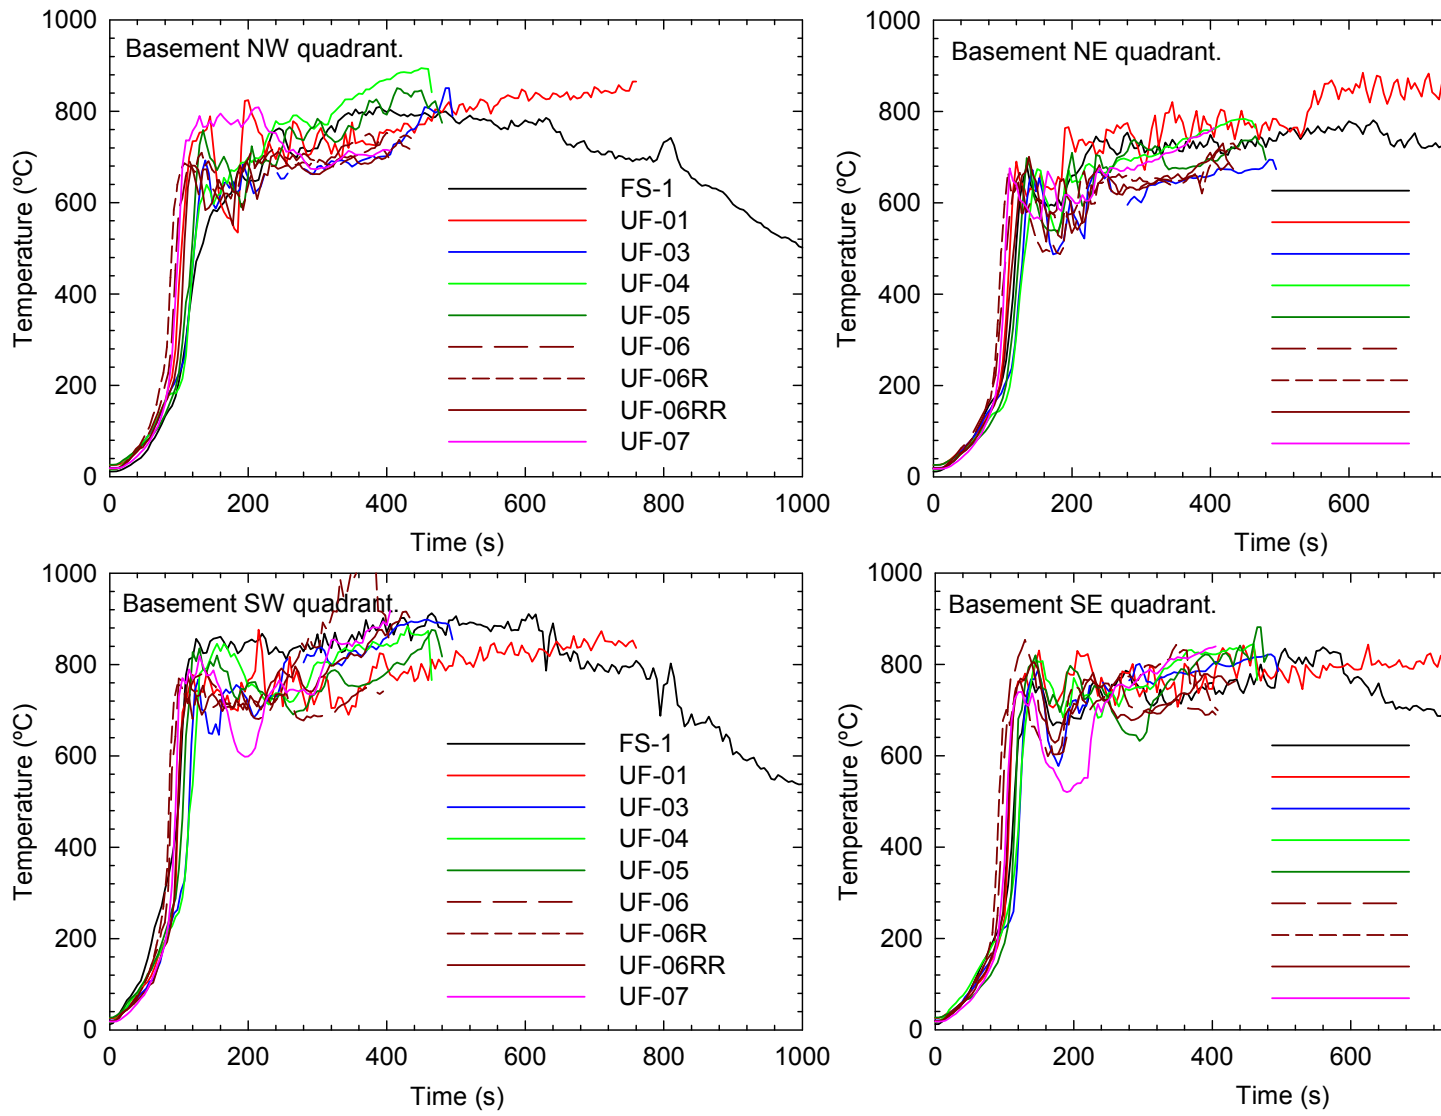 Basement NW quadrant.
Temperature (ºC)
1000
800
600
400
200
0
FS-1
UF-01
UF-03
UF-04
UF-05
UF-06
UF-06R
UF-06RR
UF-07
0 200 400 600 800 1000
Time (s)
Basement NE quadrant.
Temperature (ºC)
1000
800
600
400
200
0
0 200 400 600
Time (s)
Basement SW quadrant.
Temperature (ºC)
1000
800
600
400
200
0
FS-1
UF-01
UF-03
UF-04
UF-05
UF-06
UF-06R
UF-06RR
UF-07
0 200 400 600 800 1000
Time (s)
Basement SE quadrant.
Temperature (ºC)
1000
800
600
400
200
0
0 200 400 600
Time (s)